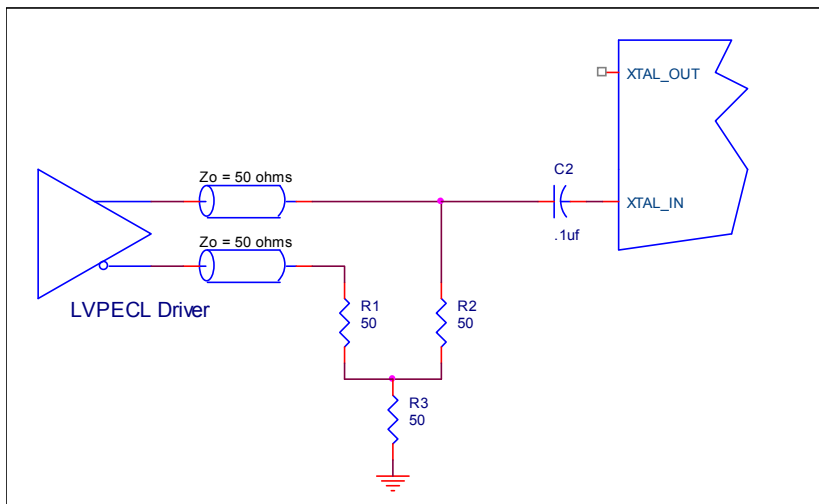 XTAL_OUT
Zo = 50 ohms
C2
XTAL_IN
.1uf
Zo = 50 ohms
LVPECL Driver
R1
50
R2
50
R3
50